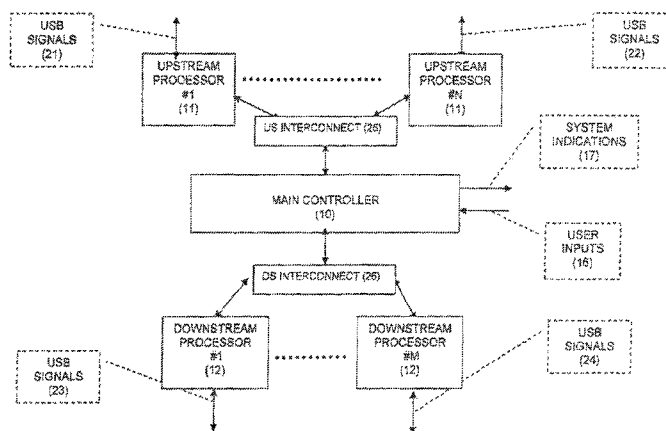 USB
SIGNALS
(21)
UPSTREAM
PROCESSOR
#1
(11)
UPSTREAM
PROCESSOR
#N
(11)
USB
SIGNALS
(22)
US INTERCONNECT (25)
SYSTEM
INDICATIONS
(17)
MAIN CONTROLLER
(10)
USER
INPUTS
(16)
DS INTERCONNECT (26)
DOWNSTREAM
PROCESSOR
#1
(12)
DOWNSTREAM
PROCESSOR
#M
(12)
USB
SIGNALS
(23)
USB
SIGNALS
(24)